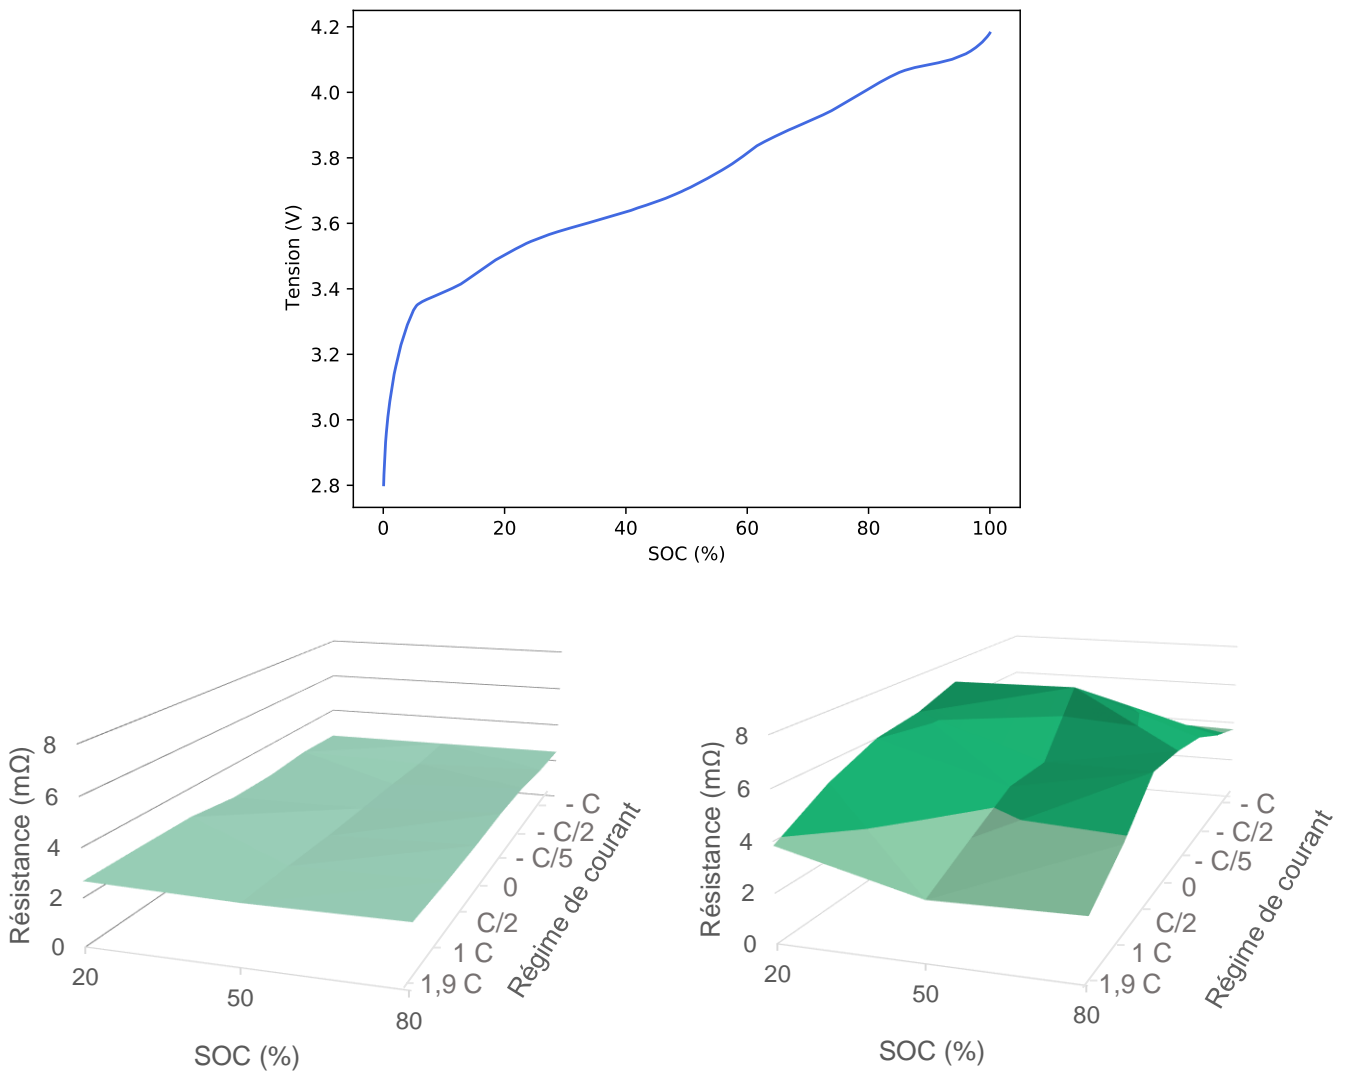 4.2
4.0
3.8
3.6
3.4
3.2
3.0
2.8
Tension (V)
0 20 40 60 80 100
SOC (%)
8
6
4
2
0
Résistance (mΩ)
20
50
80
SOC (%)
- C
- C/2
- C/5
0
C/2
1 C
1,9 C
Régime de courant
8
6
4
2
0
Résistance (mΩ)
20
50
80
SOC (%)
- C
- C/2
- C/5
0
C/2
1 C
1,9 C
Régime de courant